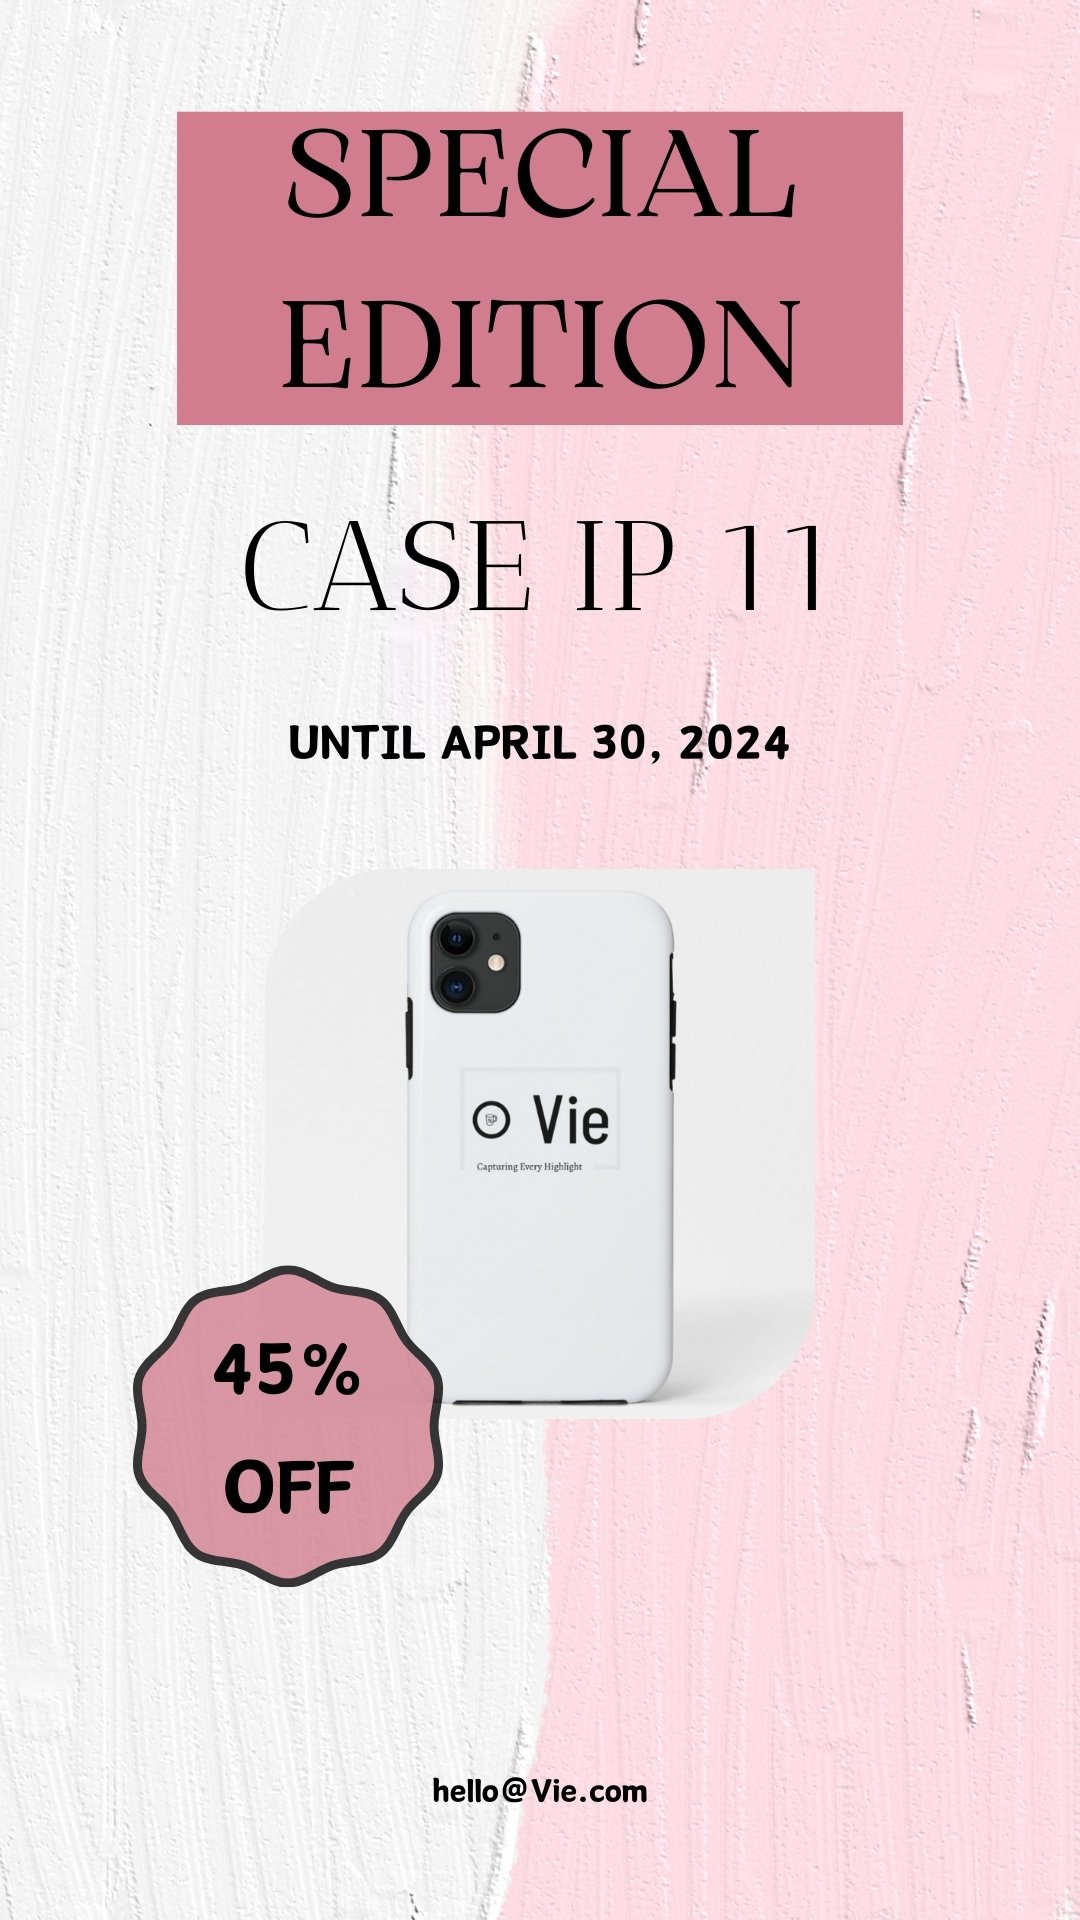 SPECIAL
EDITION
CASE IP 11
UNTIL APRIL 30, 2024
Vie
Capturing Every Highlight
45%
OFF
hello@Vie.com